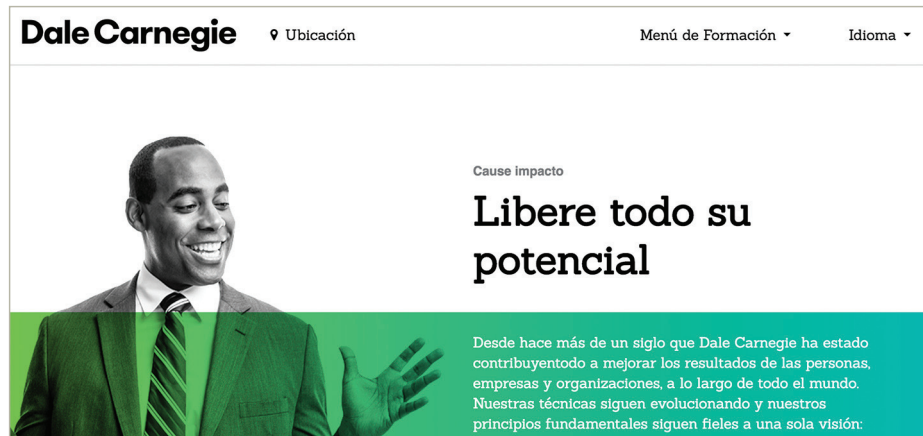 Dale Carnegie
Ubicación
Menú de Formación
Idioma
Cause impacto
Libere todo su
potencial
Desde hace más de un siglo que Dale Carnegie ha estado
contribuyentodo a mejorar los resultados de las personas,
empresas y organizaciones, a lo largo de todo el mundo.
Nuestras técnicas siguen evolucionando y nuestros
principios fundamentales siguen fieles a una sola visión: